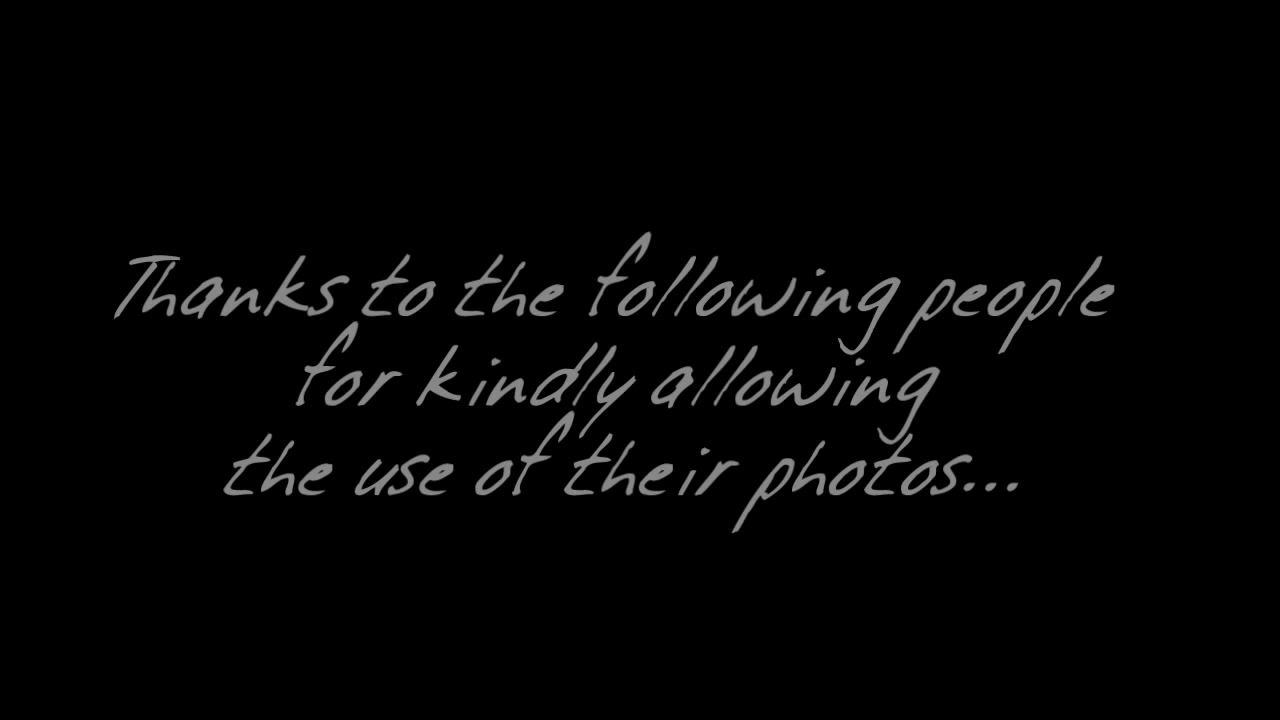 Thanks to the following people
for kindly allowing
the use of their photos...